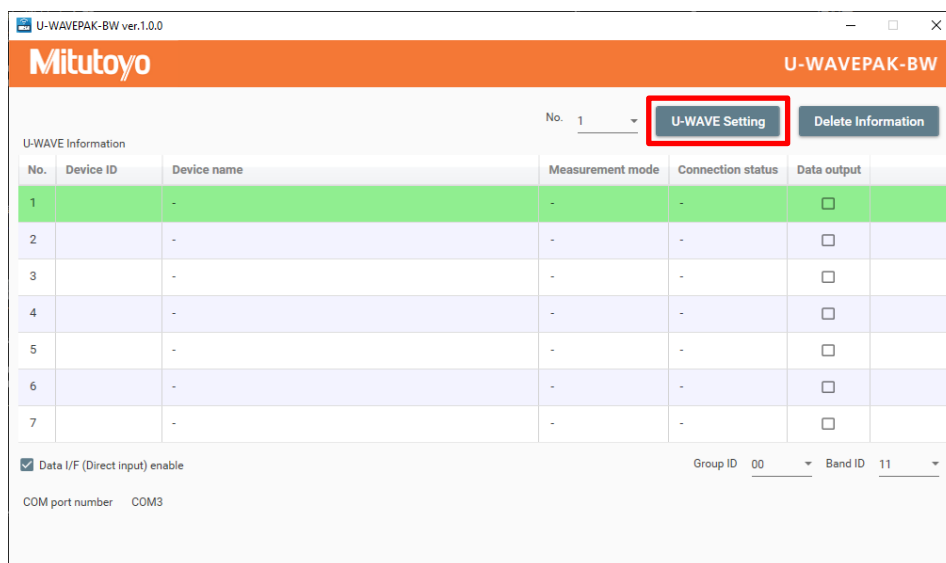 U-WAVEPAK-BW ver.1.0.0
Mitutoyo
U-WAVEPAK-BW
No. 1
U-WAVE Setting
Delete Information
U-WAVE Information
No. Device ID Device name Measurement mode Connection status Data output
1 - - -
2 - - -
3 - - -
4 - - -
5 - - -
6 - - -
7 - - -
Data I/F (Direct input) enable
Group ID 00 Band ID 11
COM port number COM3